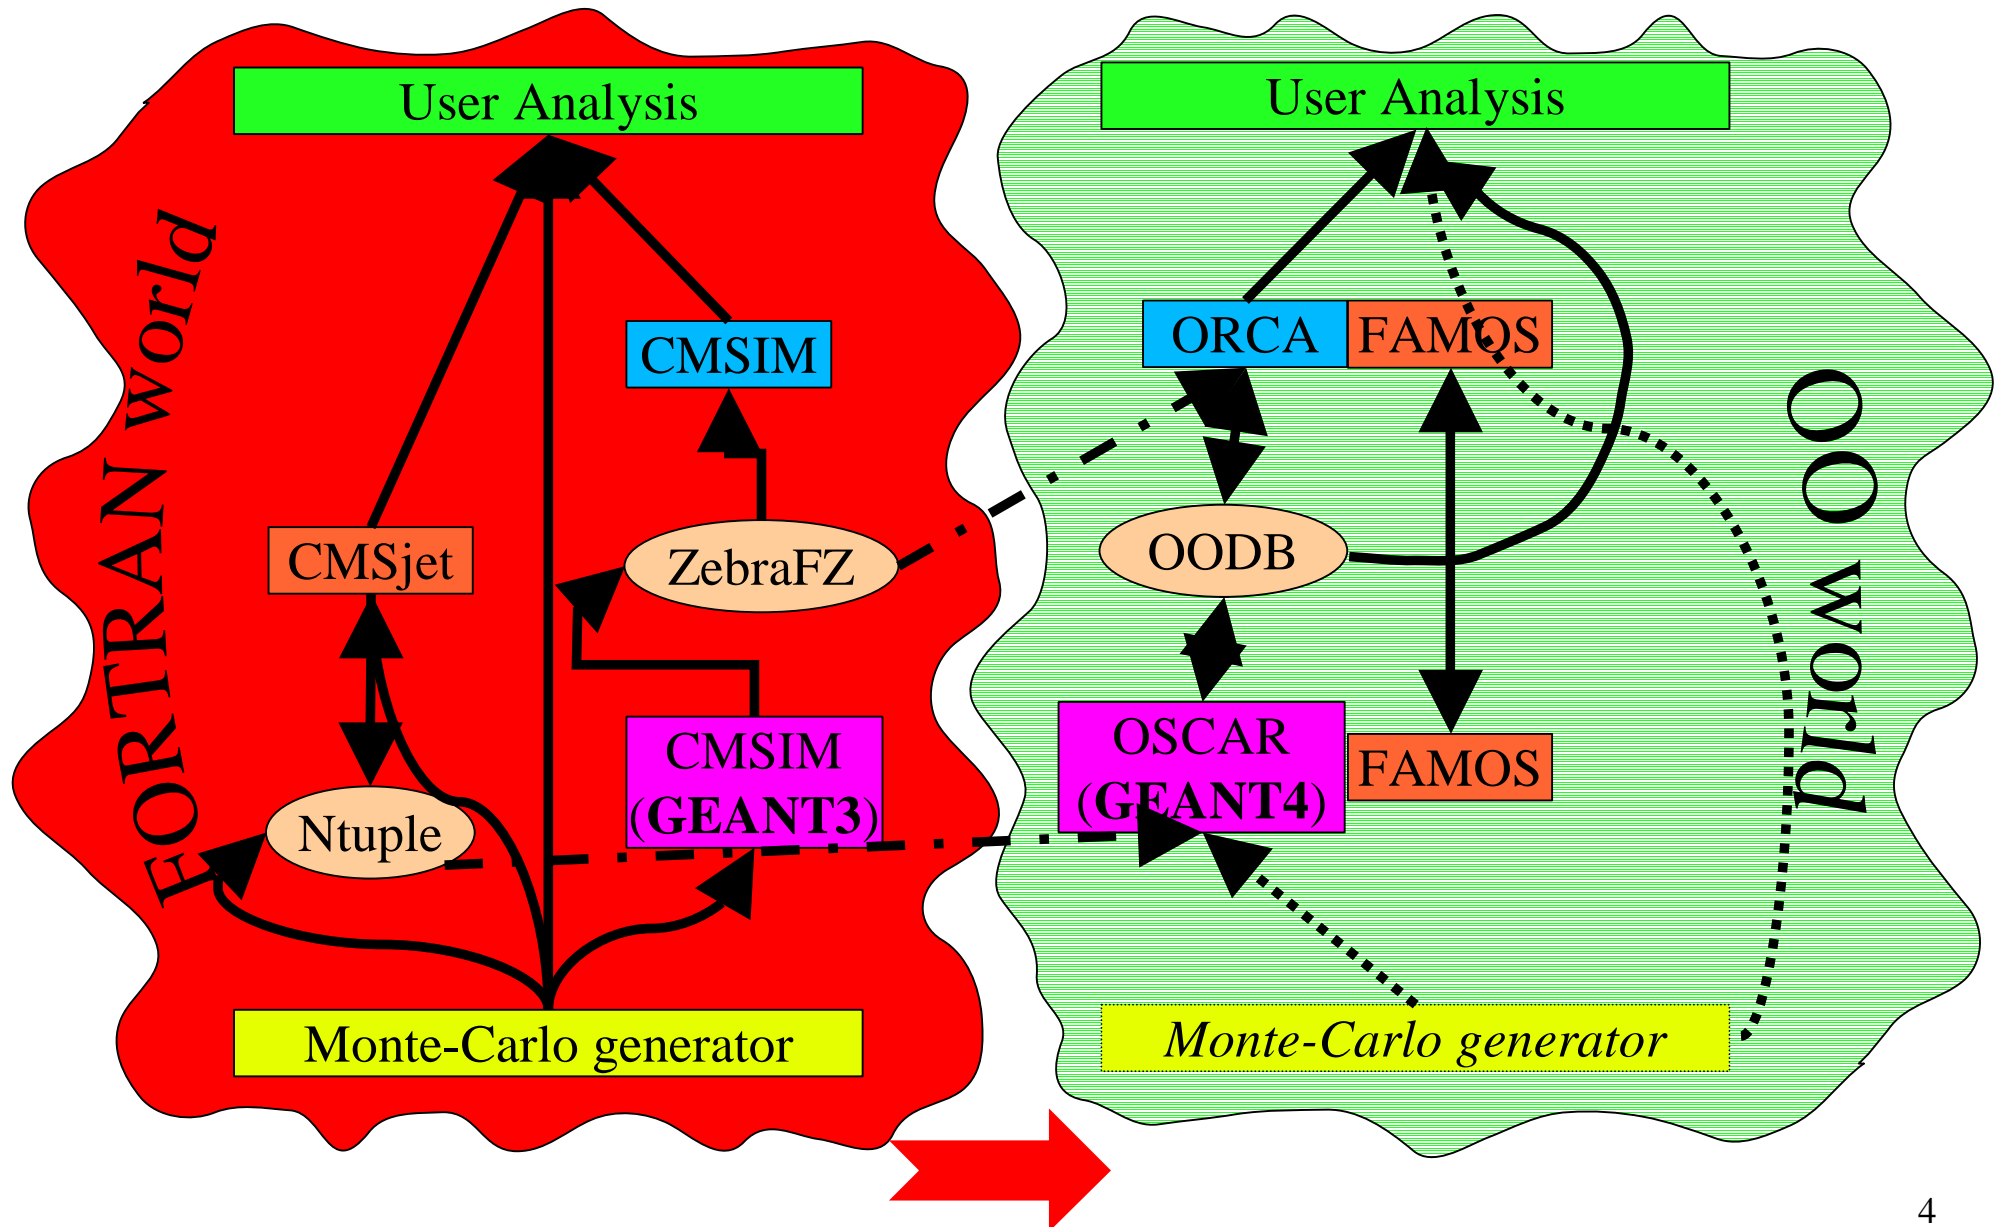 FORTRAN world
User Analysis
CMSIM
CMSjet
ZebraFZ
CMSIM
(GEANT3)
Ntuple
Monte-Carlo generator
OO world
User Analysis
ORCA
FAMOS
OODB
OSCAR
(GEANT4)
FAMOS
Monte-Carlo generator
4